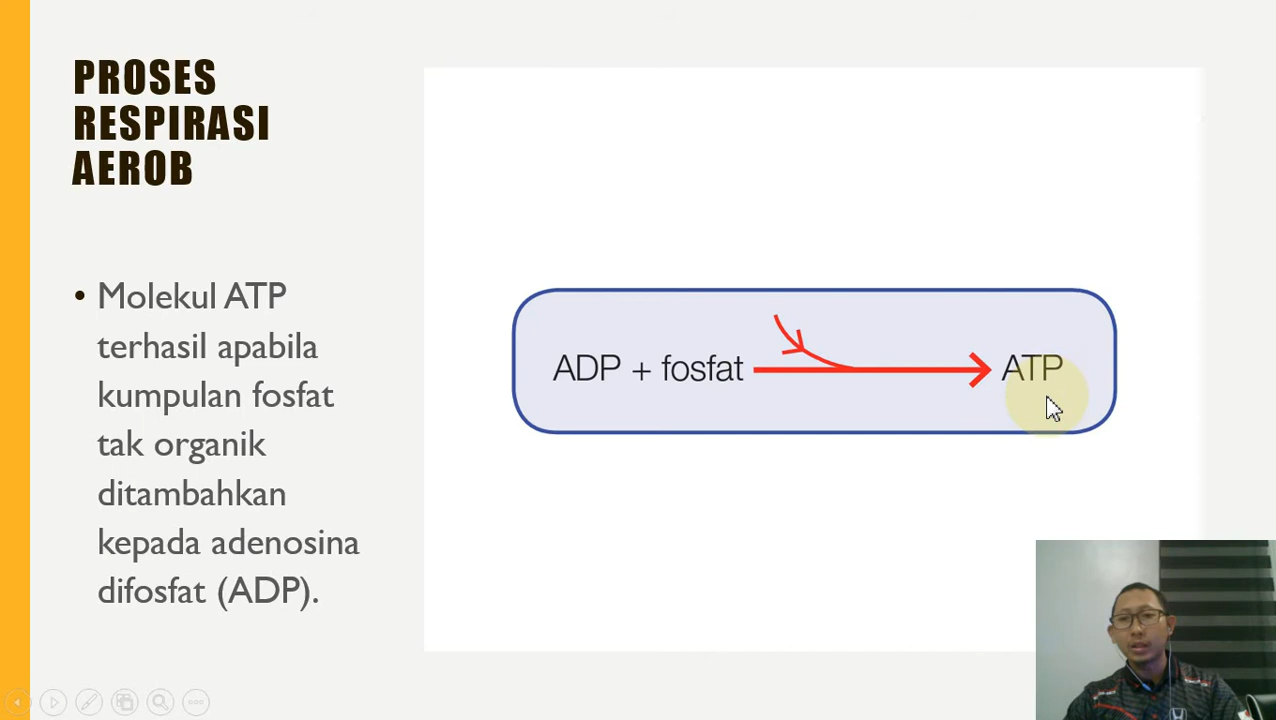 PROSES
RESPIRASI
AEROB
• Molekul ATP
terhasil apabila
kumpulan fosfat
tak organik
ditambahkan
kepada adenosina
difosfat (ADP).
ADP + fosfat
ATP